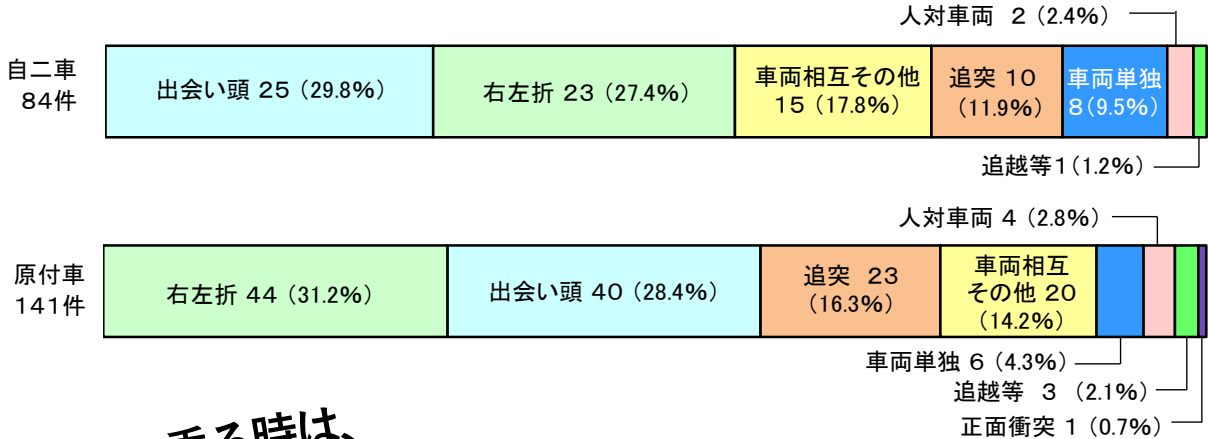 人対車両 2 (2.4%)
自二車
84件
出会い頭 25 (29.8%)
右左折 23 (27.4%)
車両相互その他
15 (17.8%)
追突 10
(11.9%)
車両単独
8(9.5%)
追越等1(1.2%)
人対車両 4 (2.8%)
原付車
141件
右左折 44 (31.2%)
出会い頭 40 (28.4%)
追突 23
(16.3%)
車両相互
その他 20
(14.2%)
車両単独 6 (4.3%)
追越等 3 (2.1%)
正面衝突 1 (0.7%)
乗る時は、